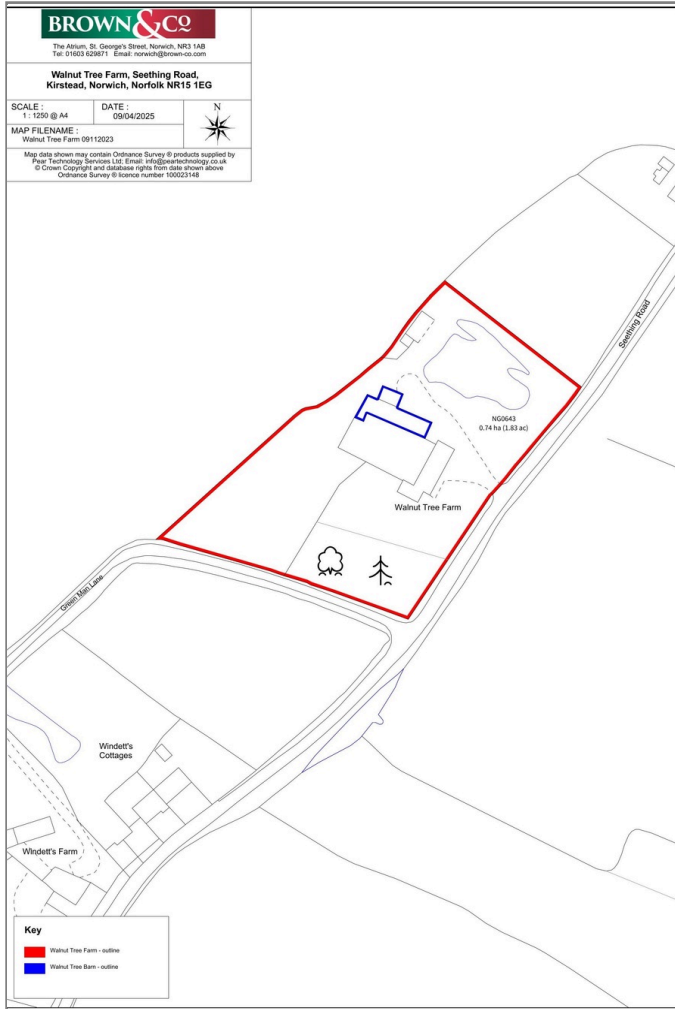 BROWN&CO
The Atrium, St. George's Street, Norwich, NR3 1AB
Tel: 01603 629871 Email: norwich@brown-co.com
Walnut Tree Farm, Seething Road,
Kirstead, Norwich, Norfolk NR15 1EG
SCALE :
1 : 1250 @ A4
DATE :
09/04/2025
N
MAP FILENAME :
Walnut Tree Farm 09112023
Map data shown may contain Ordnance Survey ® products supplied by
Pear Technology Services Ltd; Email: info@peartechnology.co.uk
© Crown Copyright and database rights from date shown above
Ordnance Survey ® licence number 100023148
Seething Road
NG0643
0.74 ha (1.83 ac)
Walnut Tree Farm
Green Man Lane
Windett's
Cottages
Windett's Farm
Key
Walnut Tree Farm - outline
Walnut Tree Barn - outline